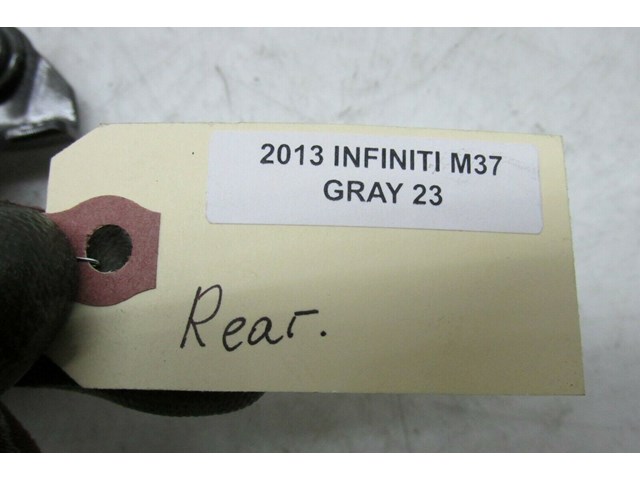 2013 INFINITI M37
GRAY 23
Rear.